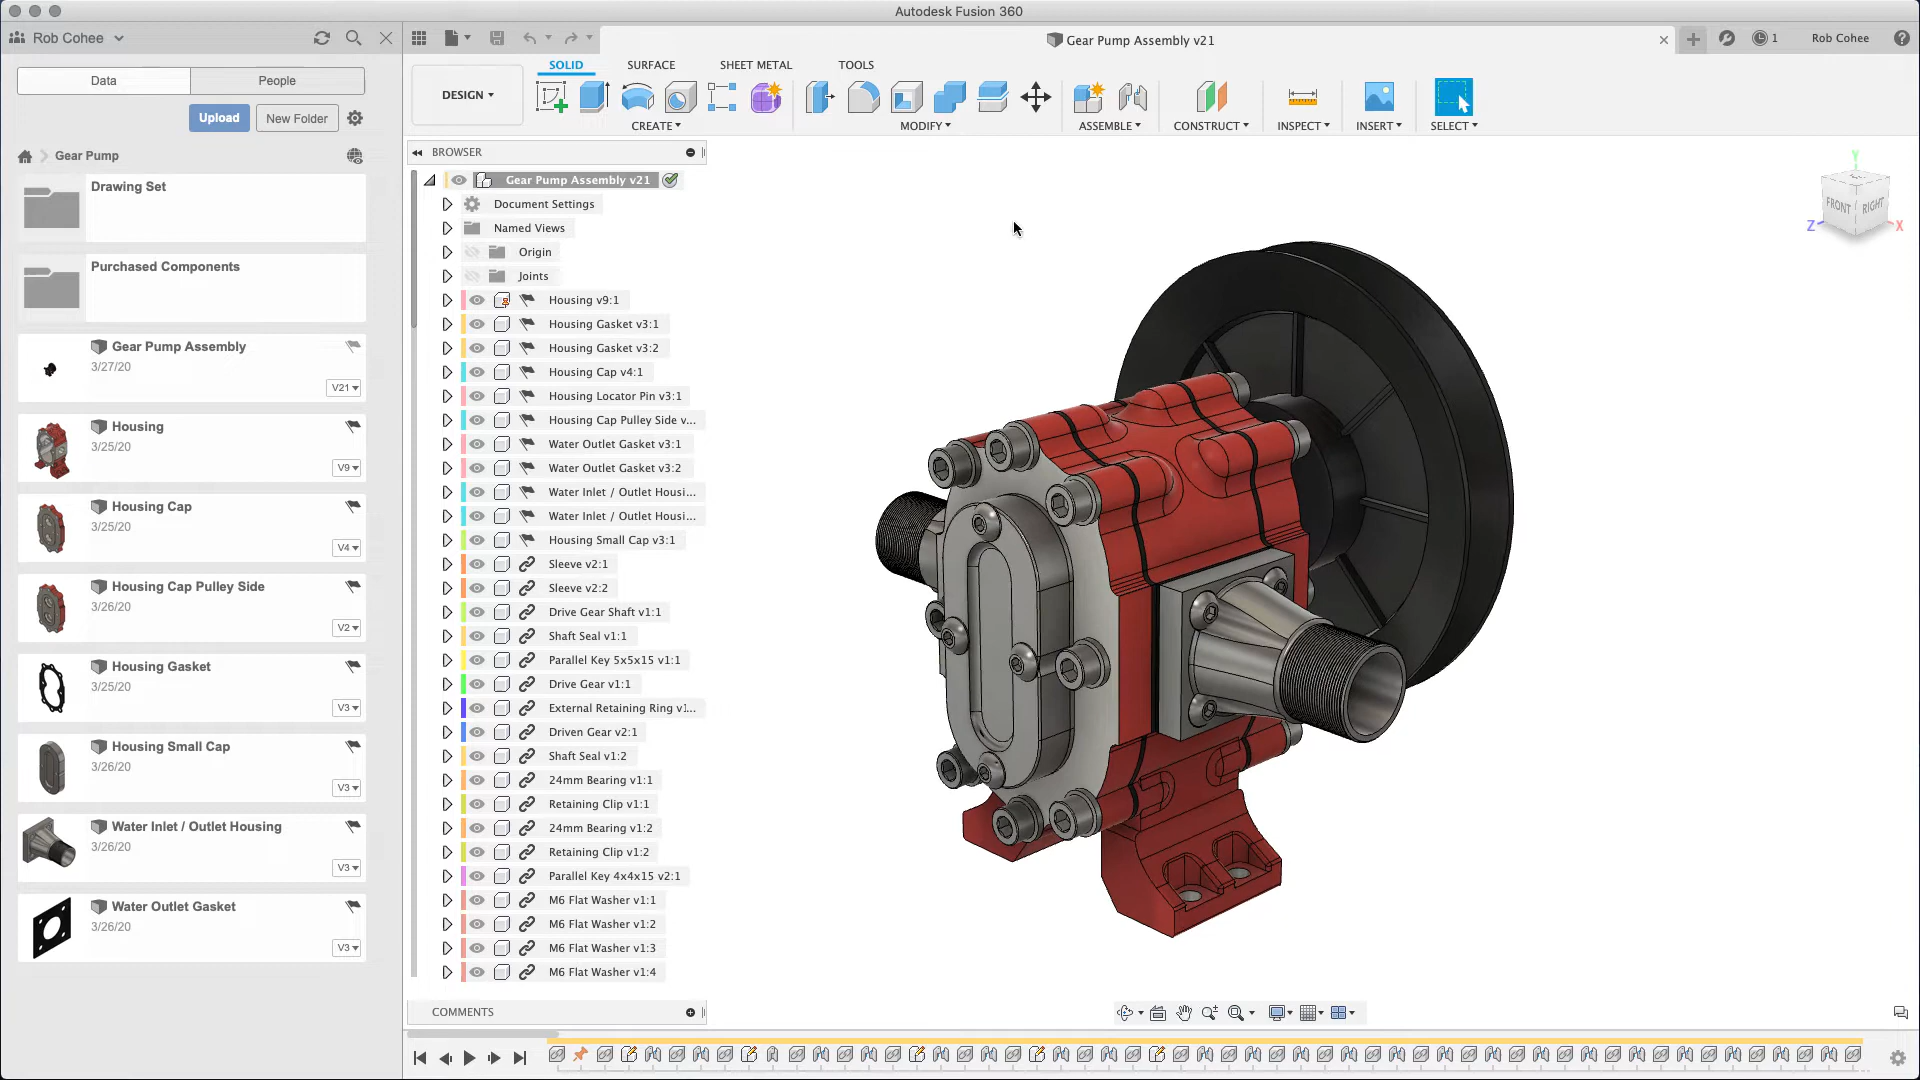 Autodesk Fusion 360
Rob Cohee
Gear Pump Assembly v21
1
Rob Cohee
Data
People
SOLID
SURFACE
SHEET METAL
TOOLS
DESIGN
Upload
New Folder
CREATE
MODIFY
ASSEMBLE
CONSTRUCT
INSPECT
INSERT
SELECT
Gear Pump
Drawing Set
Purchased Components
Gear Pump Assembly
3/27/20
V21
Housing
3/25/20
V9
Housing Cap
3/25/20
V4
Housing Cap Pulley Side
3/26/20
V2
Housing Gasket
3/25/20
V3
Housing Small Cap
3/26/20
V3
Water Inlet / Outlet Housing
3/26/20
V3
Water Outlet Gasket
3/26/20
V3
BROWSER
Gear Pump Assembly v21
Document Settings
Named Views
Origin
Joints
Housing v9:1
Housing Gasket v3:1
Housing Gasket v3:2
Housing Cap v4:1
Housing Locator Pin v3:1
Housing Cap Pulley Side v...
Water Outlet Gasket v3:1
Water Outlet Gasket v3:2
Water Inlet / Outlet Housi...
Water Inlet / Outlet Housi...
Housing Small Cap v3:1
Sleeve v2:1
Sleeve v2:2
Drive Gear Shaft v1:1
Shaft Seal v1:1
Parallel Key 5x5x15 v1:1
Drive Gear v1:1
External Retaining Ring v1...
Driven Gear v2:1
Shaft Seal v1:2
24mm Bearing v1:1
Retaining Clip v1:1
24mm Bearing v1:2
Retaining Clip v1:2
Parallel Key 4x4x15 v2:1
M6 Flat Washer v1:1
M6 Flat Washer v1:2
M6 Flat Washer v1:3
M6 Flat Washer v1:4
COMMENTS
Y
FRONT
RIGHT
Z
X